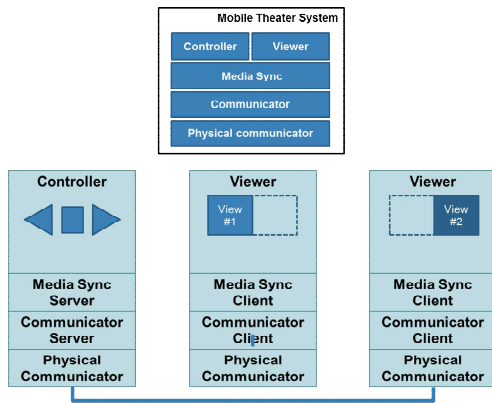 Mobile Theater System
Controller
Viewer
Media Sync
Communicator
Physical communicator
Controller
Media Sync
Server
Communicator
Server
Physical
Communicator
Viewer
View
#1
Media Sync
Client
Communicator
Client
Physical
Communicator
Viewer
View
#2
Media Sync
Client
Communicator
Client
Physical
Communicator